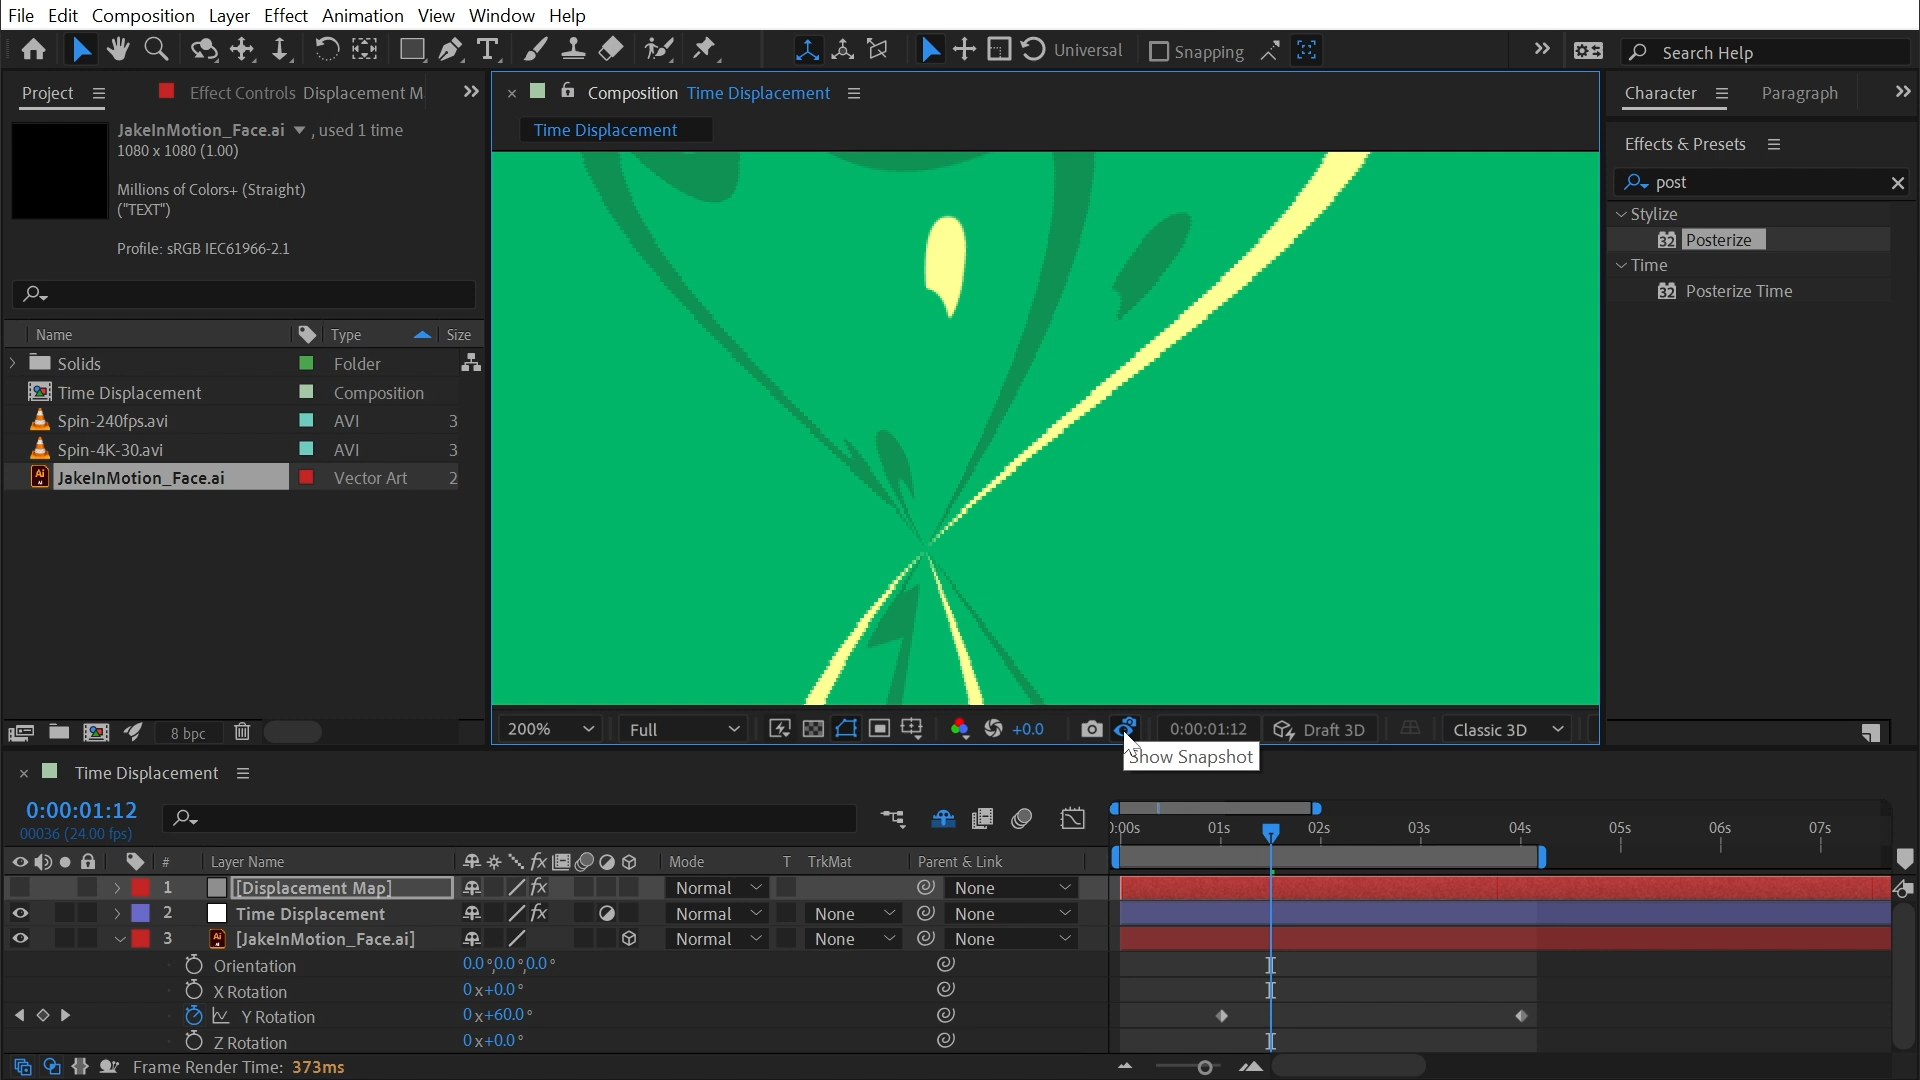 File Edit Composition Layer Effect Animation View Window Help
Universal Snapping Search Help
Project Effect Controls Displacement M
Composition Time Displacement
Character Paragraph
Time Displacement
JakeInMotion_Face.ai , used 1 time
1080 x 1080 (1.00)
Millions of Colors+ (Straight)
("TEXT")
Profile: sRGB IEC61966-2.1
Effects & Presets
post
Stylize
32 Posterize
Time
32 Posterize Time
Name Type Size
Solids Folder
Time Displacement Composition
Spin-240fps.avi AVI 3
Spin-4K-30.avi AVI 3
Ai JakeInMotion_Face.ai Vector Art 2
8 bpc
200% Full +0.0 0:00:01:12 Draft 3D Classic 3D
Show Snapshot
Time Displacement
0:00:01:12
00036 (24.00 fps)
):00s 01s 02s 03s 04s 05s 06s 07s
# Layer Name fx Mode T TrkMat Parent & Link
1 [Displacement Map] fx Normal None
2 Time Displacement fx Normal None None
3 Ai [JakeInMotion_Face.ai] Normal None None
Orientation 0.0°,0.0°,0.0°
X Rotation 0x+0.0°
Y Rotation 0x+60.0°
Z Rotation 0x+0.0°
Frame Render Time: 373ms